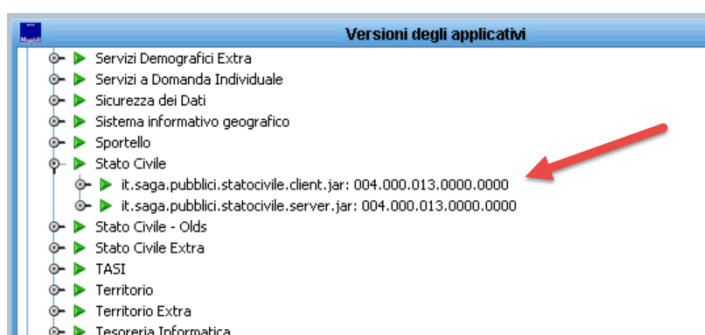 Versioni degli applicativi
Servizi Demografici Extra
Servizi a Domanda Individuale
Sicurezza dei Dati
Sistema informativo geografico
Sportello
Stato Civile
it.saga.pubblici.statocivile.client.jar: 004.000.013.0000.0000
it.saga.pubblici.statocivile.server.jar: 004.000.013.0000.0000
Stato Civile - Olds
Stato Civile Extra
TASI
Territorio
Territorio Extra
Tesoreria Informatica